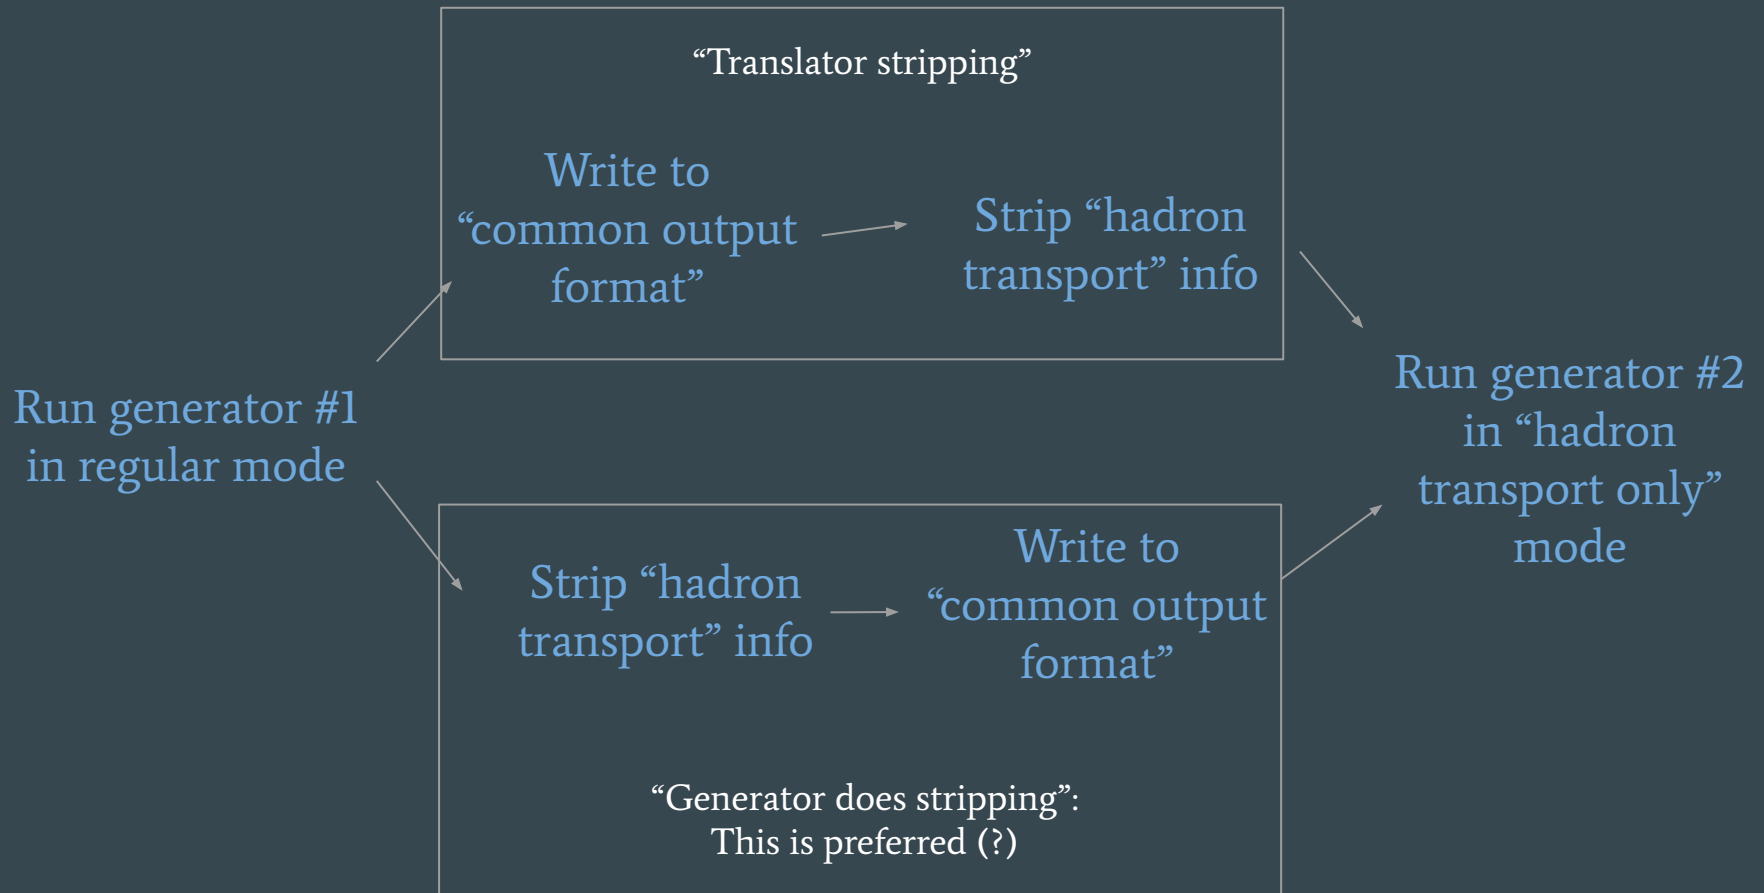 “Translator stripping”
Write to
“common output
format”
Strip “hadron
transport” info
Run generator #1
in regular mode
Run generator #2
in “hadron
transport only”
mode
Strip “hadron
transport” info
Write to
“common output
format”
“Generator does stripping”:
This is preferred (?)